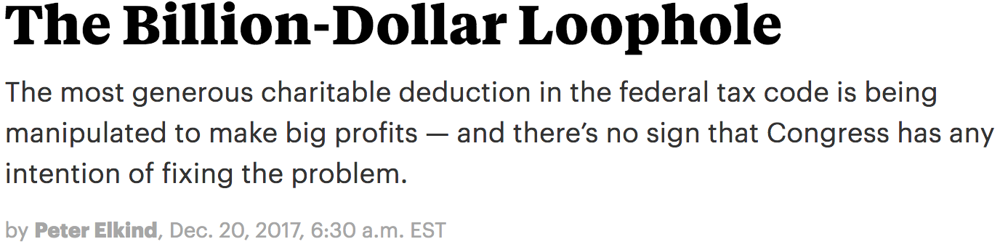 The Billion-Dollar Loophole
The most generous charitable deduction in the federal tax code is being
manipulated to make big profits — and there’s no sign that Congress has any
intention of fixing the problem.
by Peter Elkind, Dec. 20, 2017, 6:30 a.m. EST